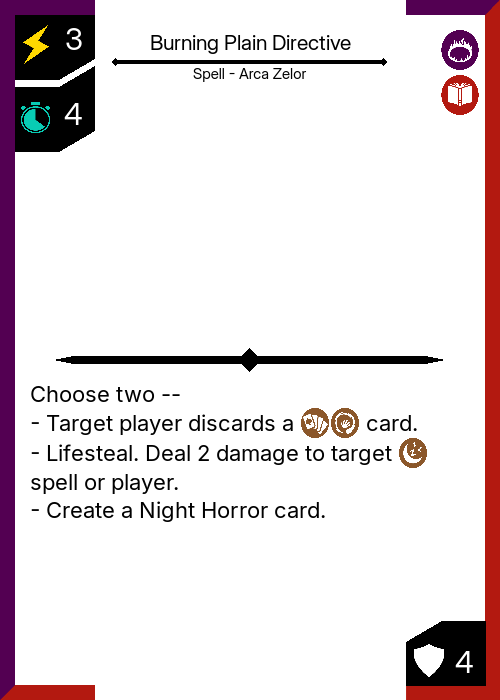 3
Burning Plain Directive
Spell - Arca Zelor
4
Choose two --
- Target player discards a card.
- Lifesteal. Deal 2 damage to target
spell or player.
- Create a Night Horror card.
4